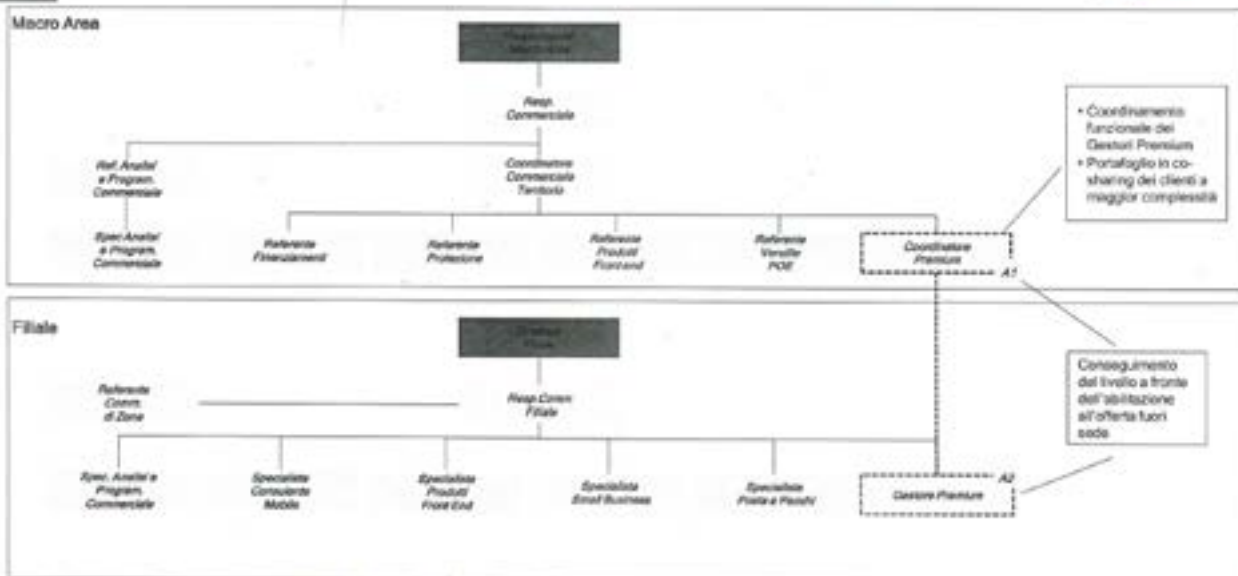 Macro Area
Resp.
Commerciale
Ref. Analisi
e Program.
Commerciale
Coordinatore
Commerciale
Territorio
Spec Analisi
e Program.
Commerciale
Referente
Finanziamenti
Referente
Protezione
Referente
Prodotti
Front end
Referente
POE
Coordinatore
Premium
A1
• Coordinamento
funzionale dei
Gestori Premium
• Portafoglio in co-
sharing dei clienti a
maggior complessità
Filiale
Referente
Comm.
di Zona
Resp.Comm
Filiale
Spec. Analisi e
Program.
Commerciale
Specialista
Consulente
Mobile
Specialista
Prodotti
Front End
Specialista
Small Business
Specialista
Posta e Pacchi
A2
Gestore Premium
Conseguimento
del livello a fronte
dell'abilitazione
all'offerta fuori
sede